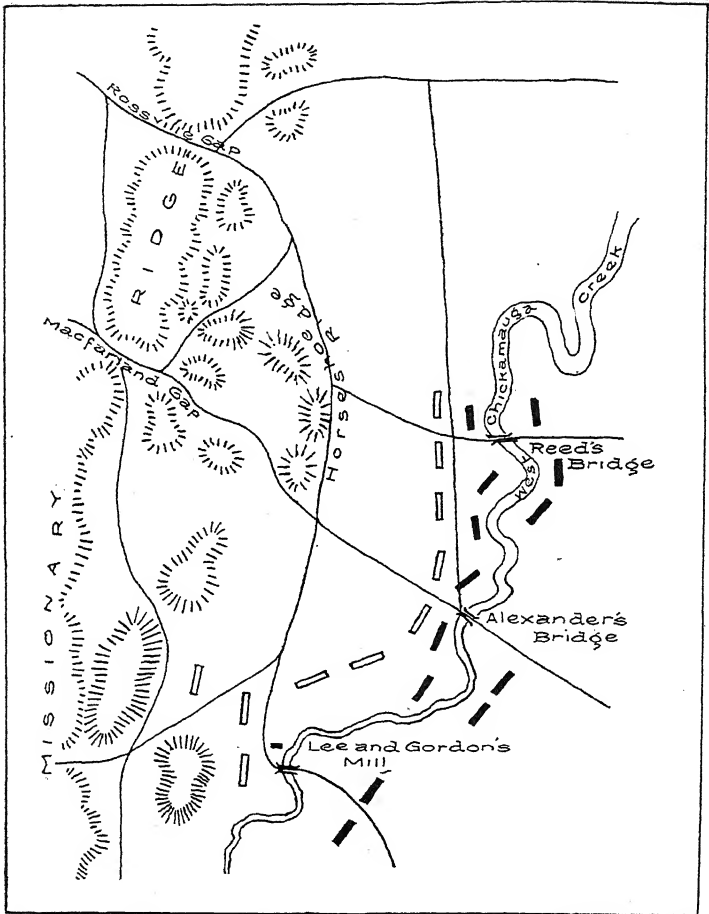 Rossville Gap
RIDGE
Creek
Chickamauga
Horseshoe Ridge
Macfarland Gap
Reed's
Bridge
West
MISSIONARY
Alexander's
Bridge
Lee and Gordon's
Mill